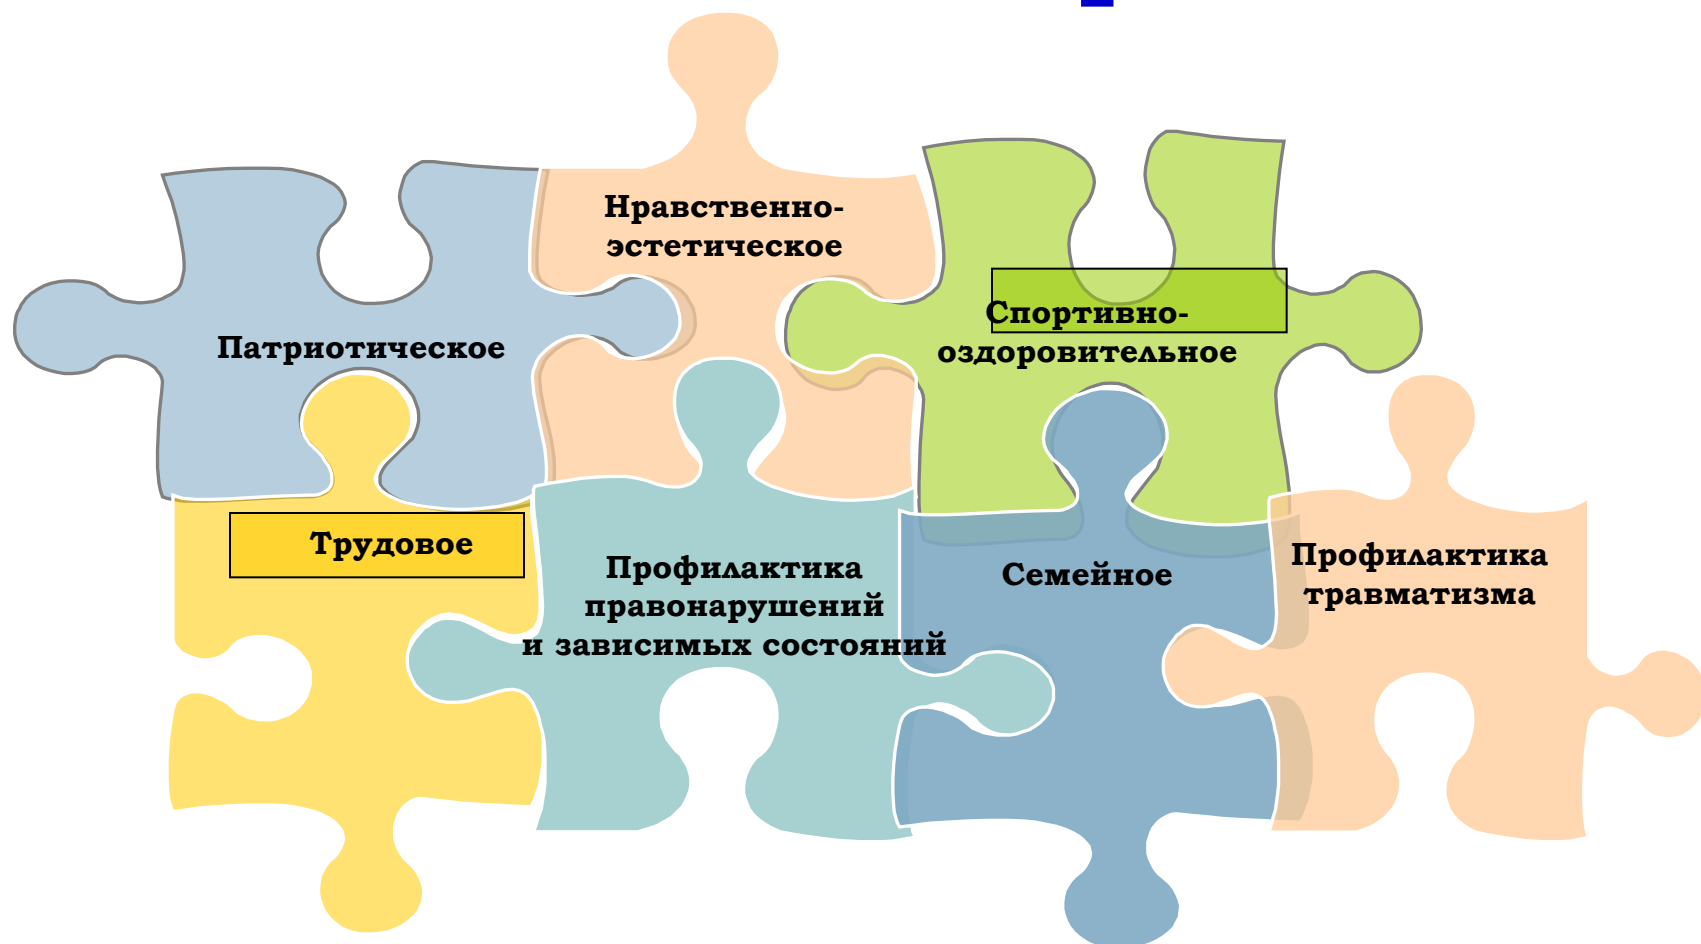 Нравственно-
эстетическое
Спортивно-
оздоровительное
Патриотическое
Трудовое
Профилактика
правонарушений
и зависимых состояний
Семейное
Профилактика
травматизма